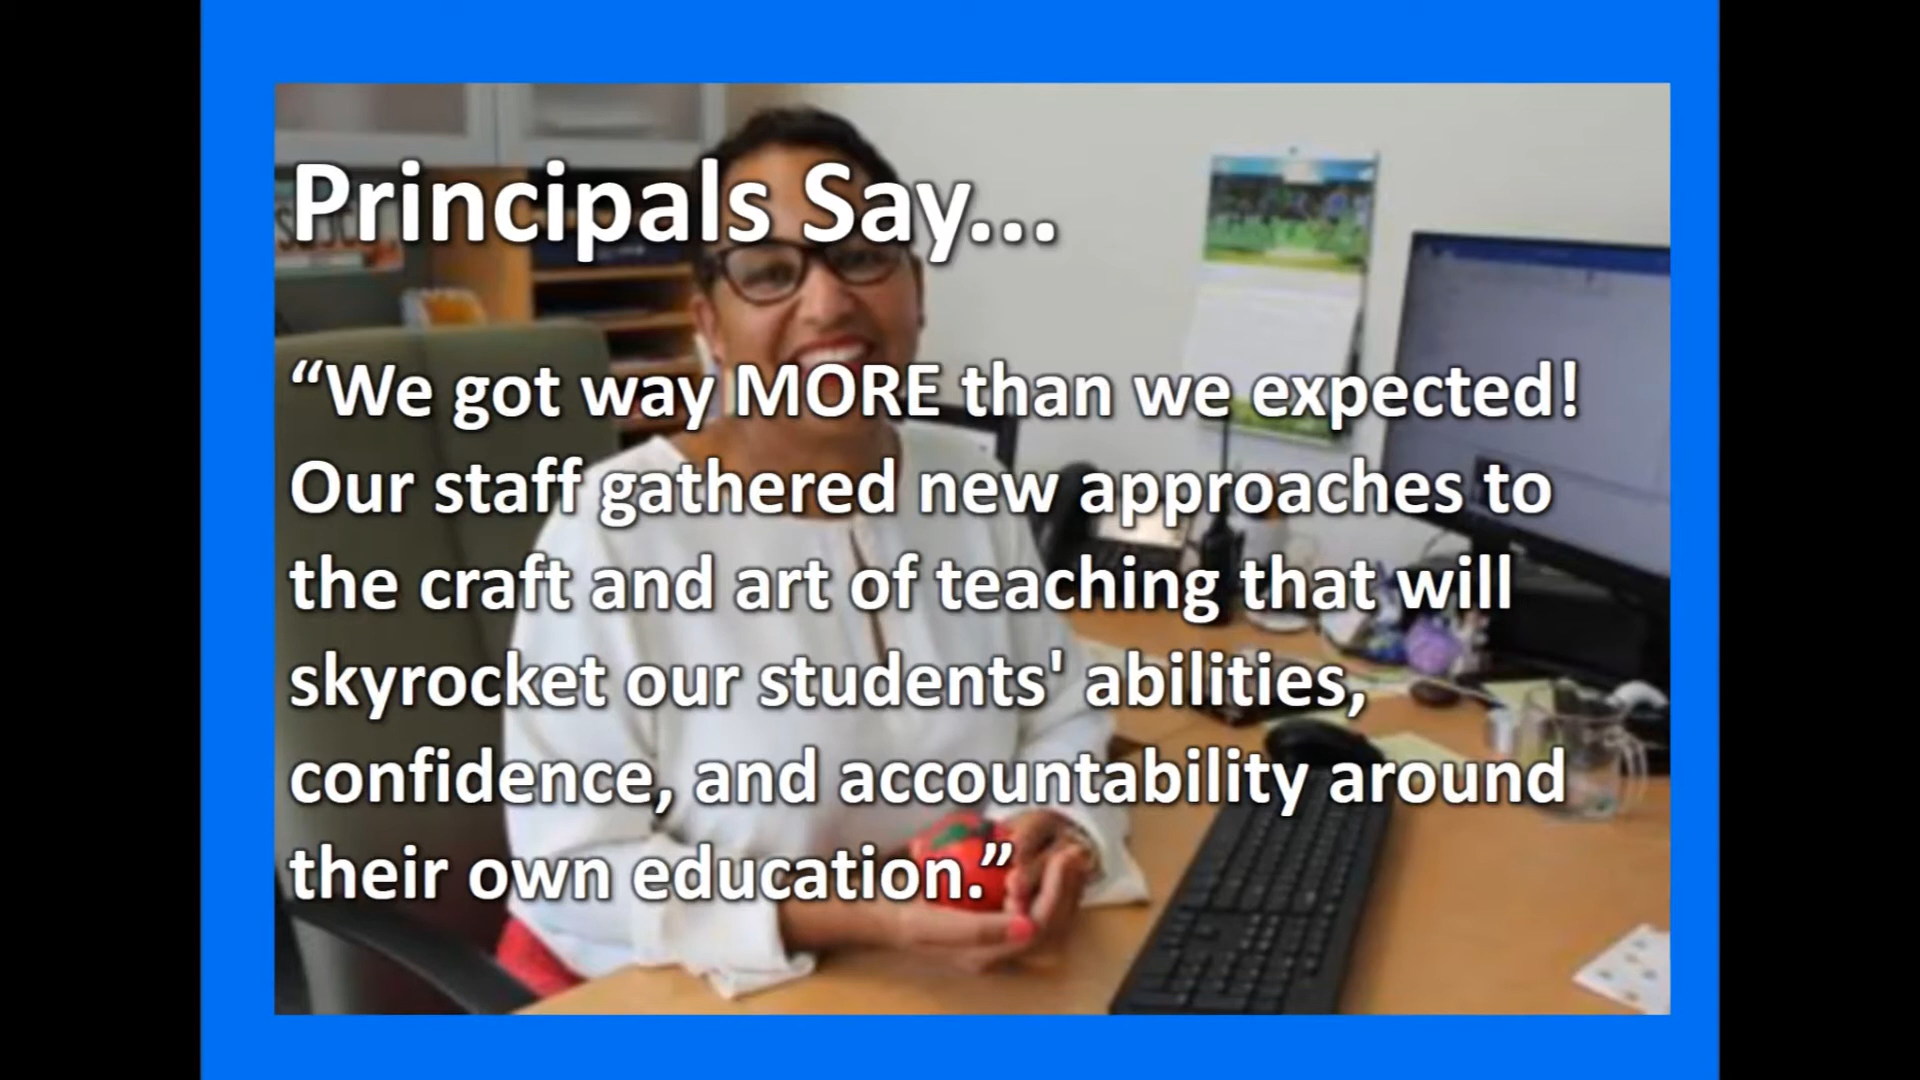 Principals Say...
“We got way MORE than we expected!
Our staff gathered new approaches to
the craft and art of teaching that will
skyrocket our students' abilities,
confidence, and accountability around
their own education.”